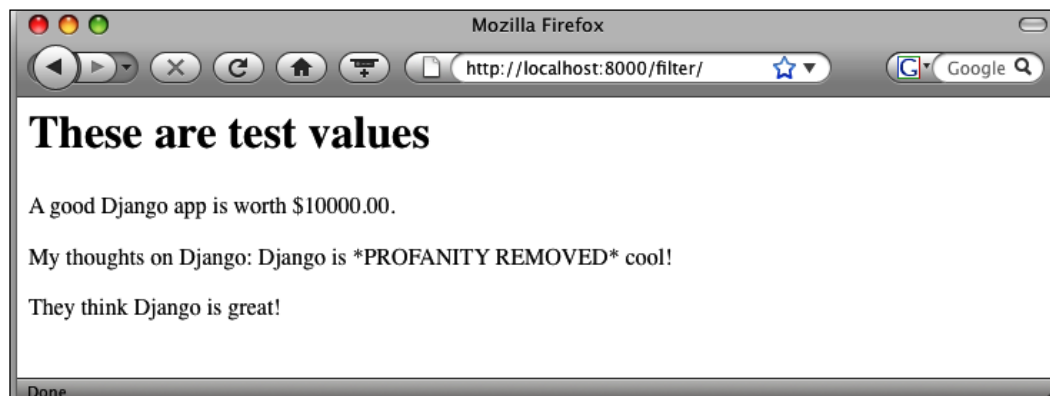 Mozilla Firefox
http://localhost:8000/filter/
G Google
These are test values
A good Django app is worth $10000.00.
My thoughts on Django: Django is *PROFANITY REMOVED* cool!
They think Django is great!
Done